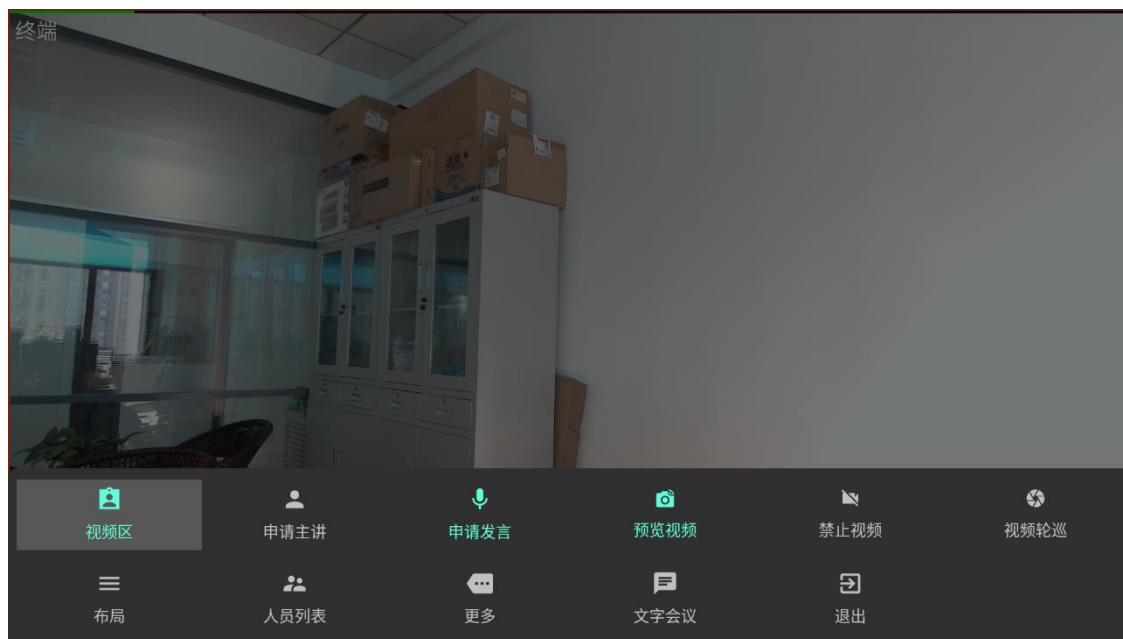 终端
视频区
申请主讲
申请发言
预览视频
禁止视频
视频轮巡
布局
人员列表
更多
文字会议
退出